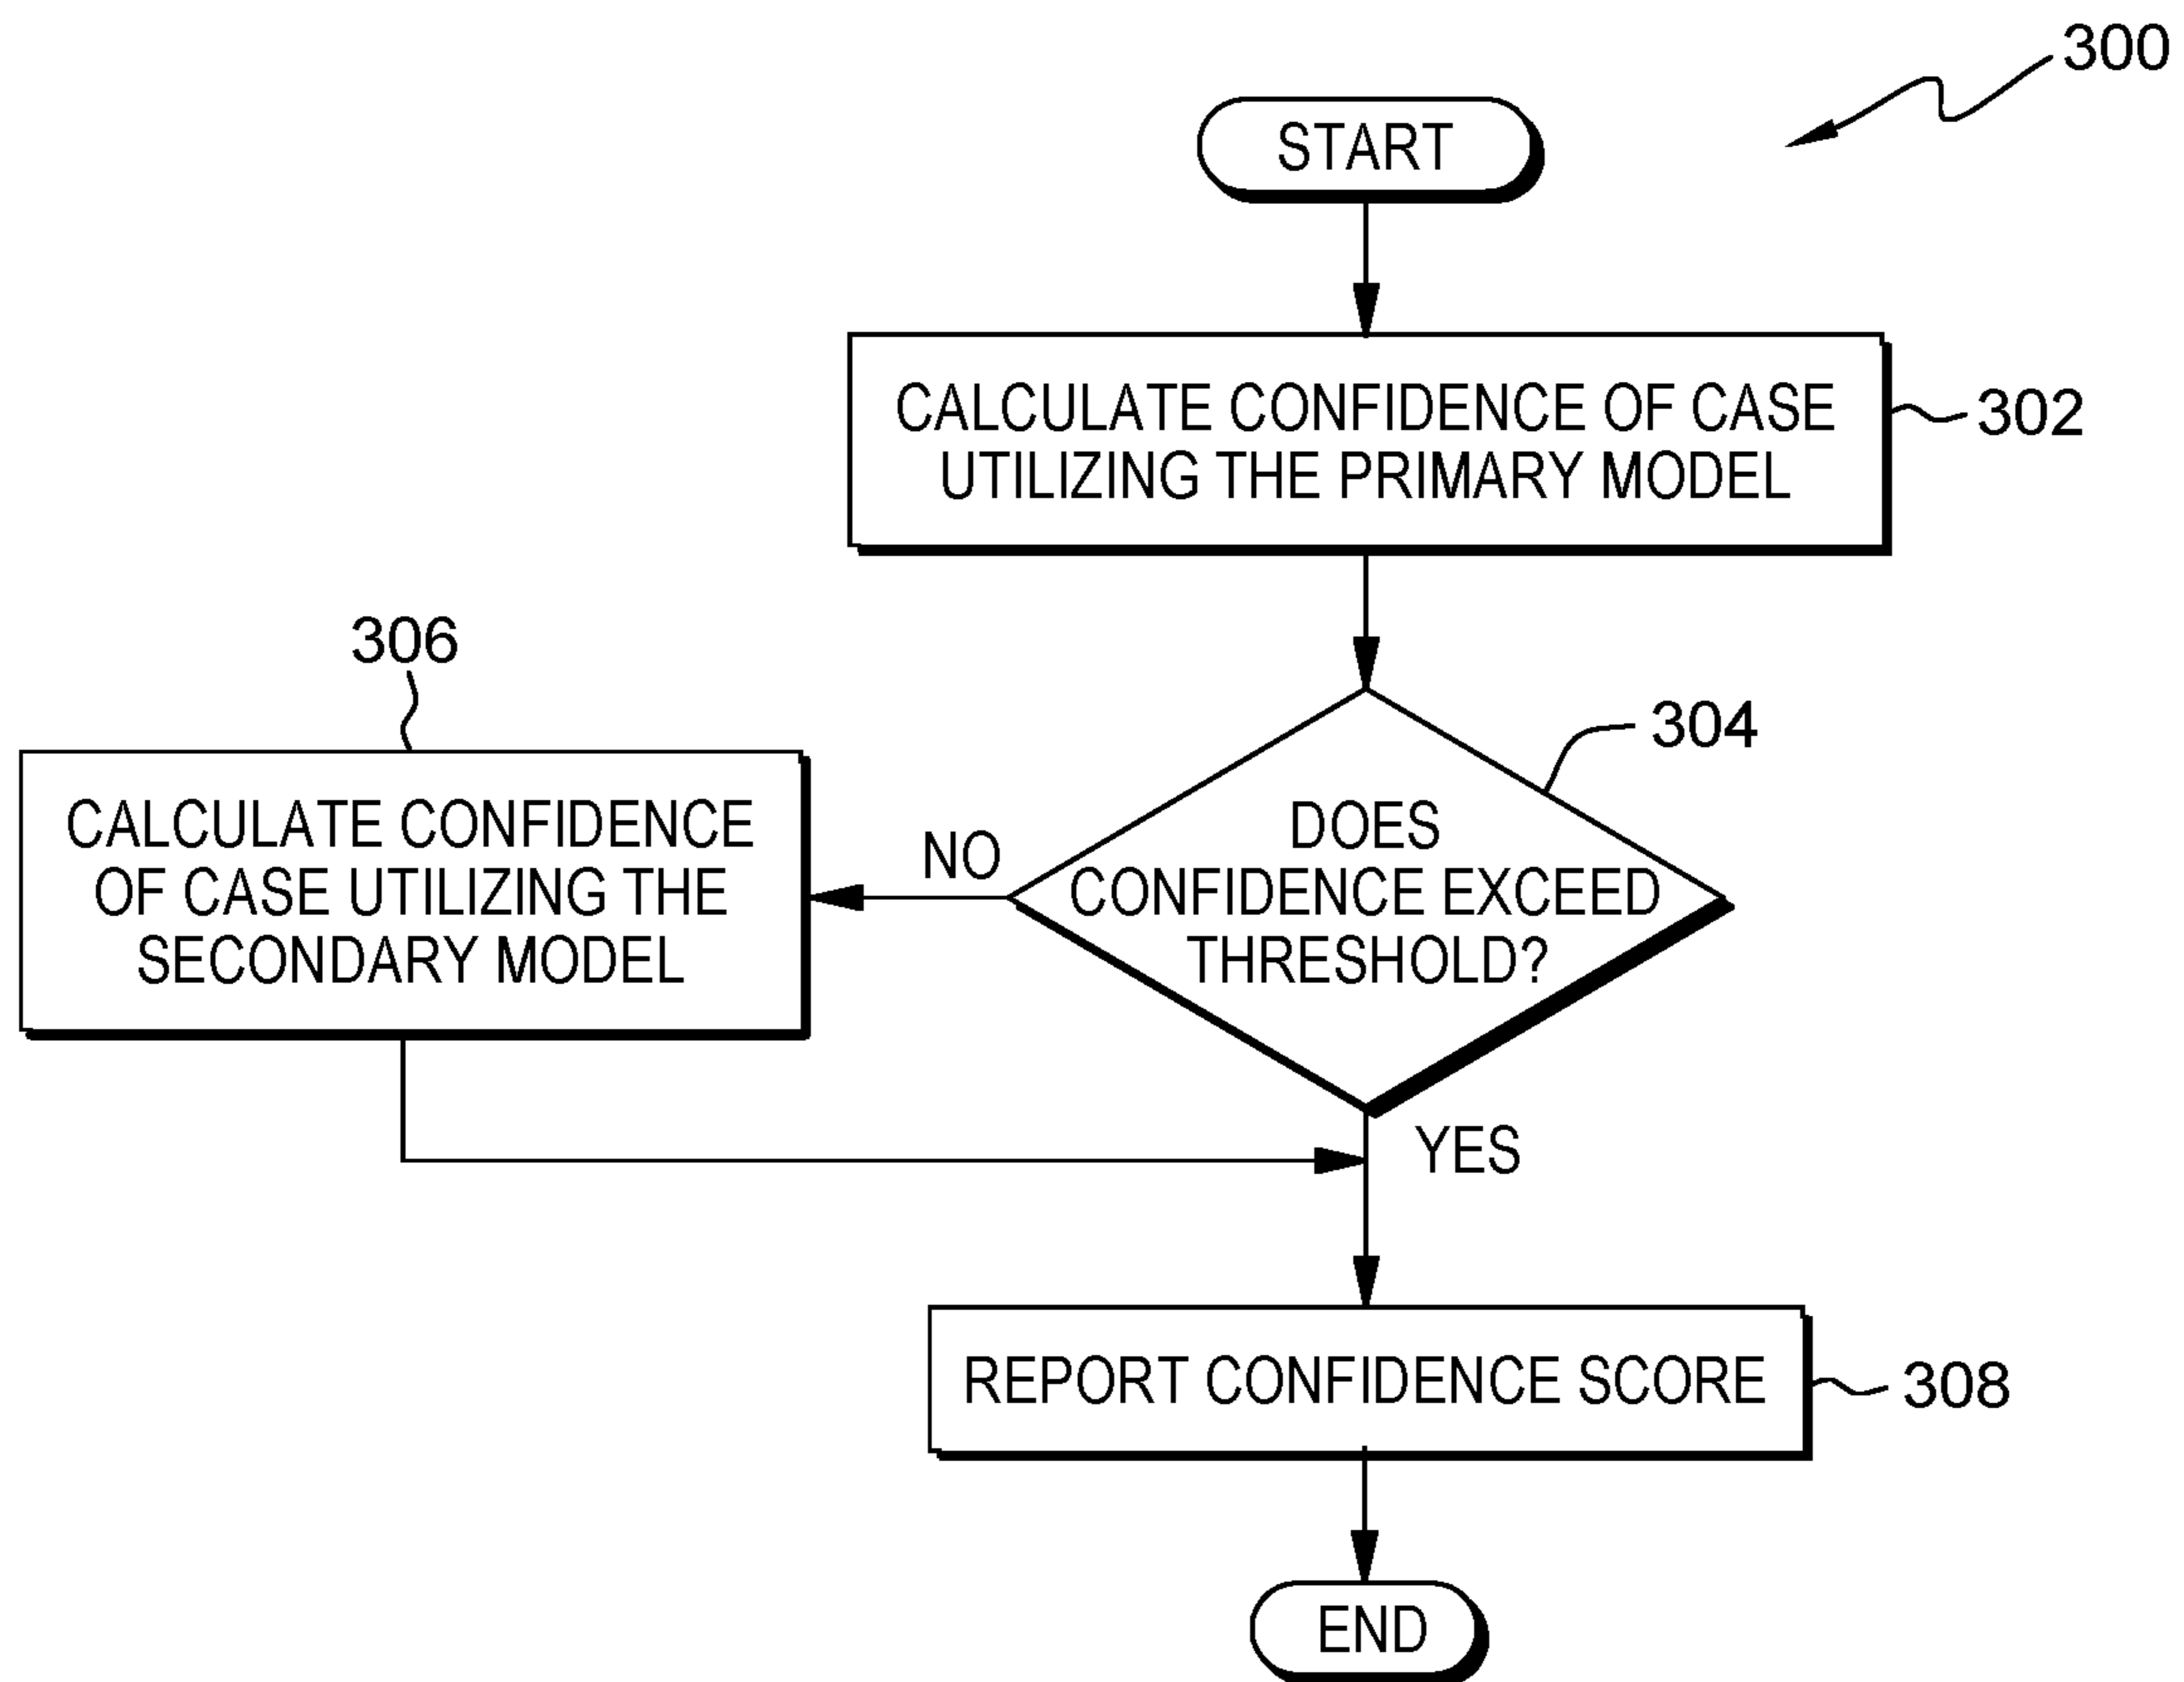 300
START
CALCULATE CONFIDENCE OF CASE
UTILIZING THE PRIMARY MODEL
302
306
304
CALCULATE CONFIDENCE
OF CASE UTILIZING THE
SECONDARY MODEL
NO
DOES
CONFIDENCE EXCEED
THRESHOLD?
YES
REPORT CONFIDENCE SCORE
308
END